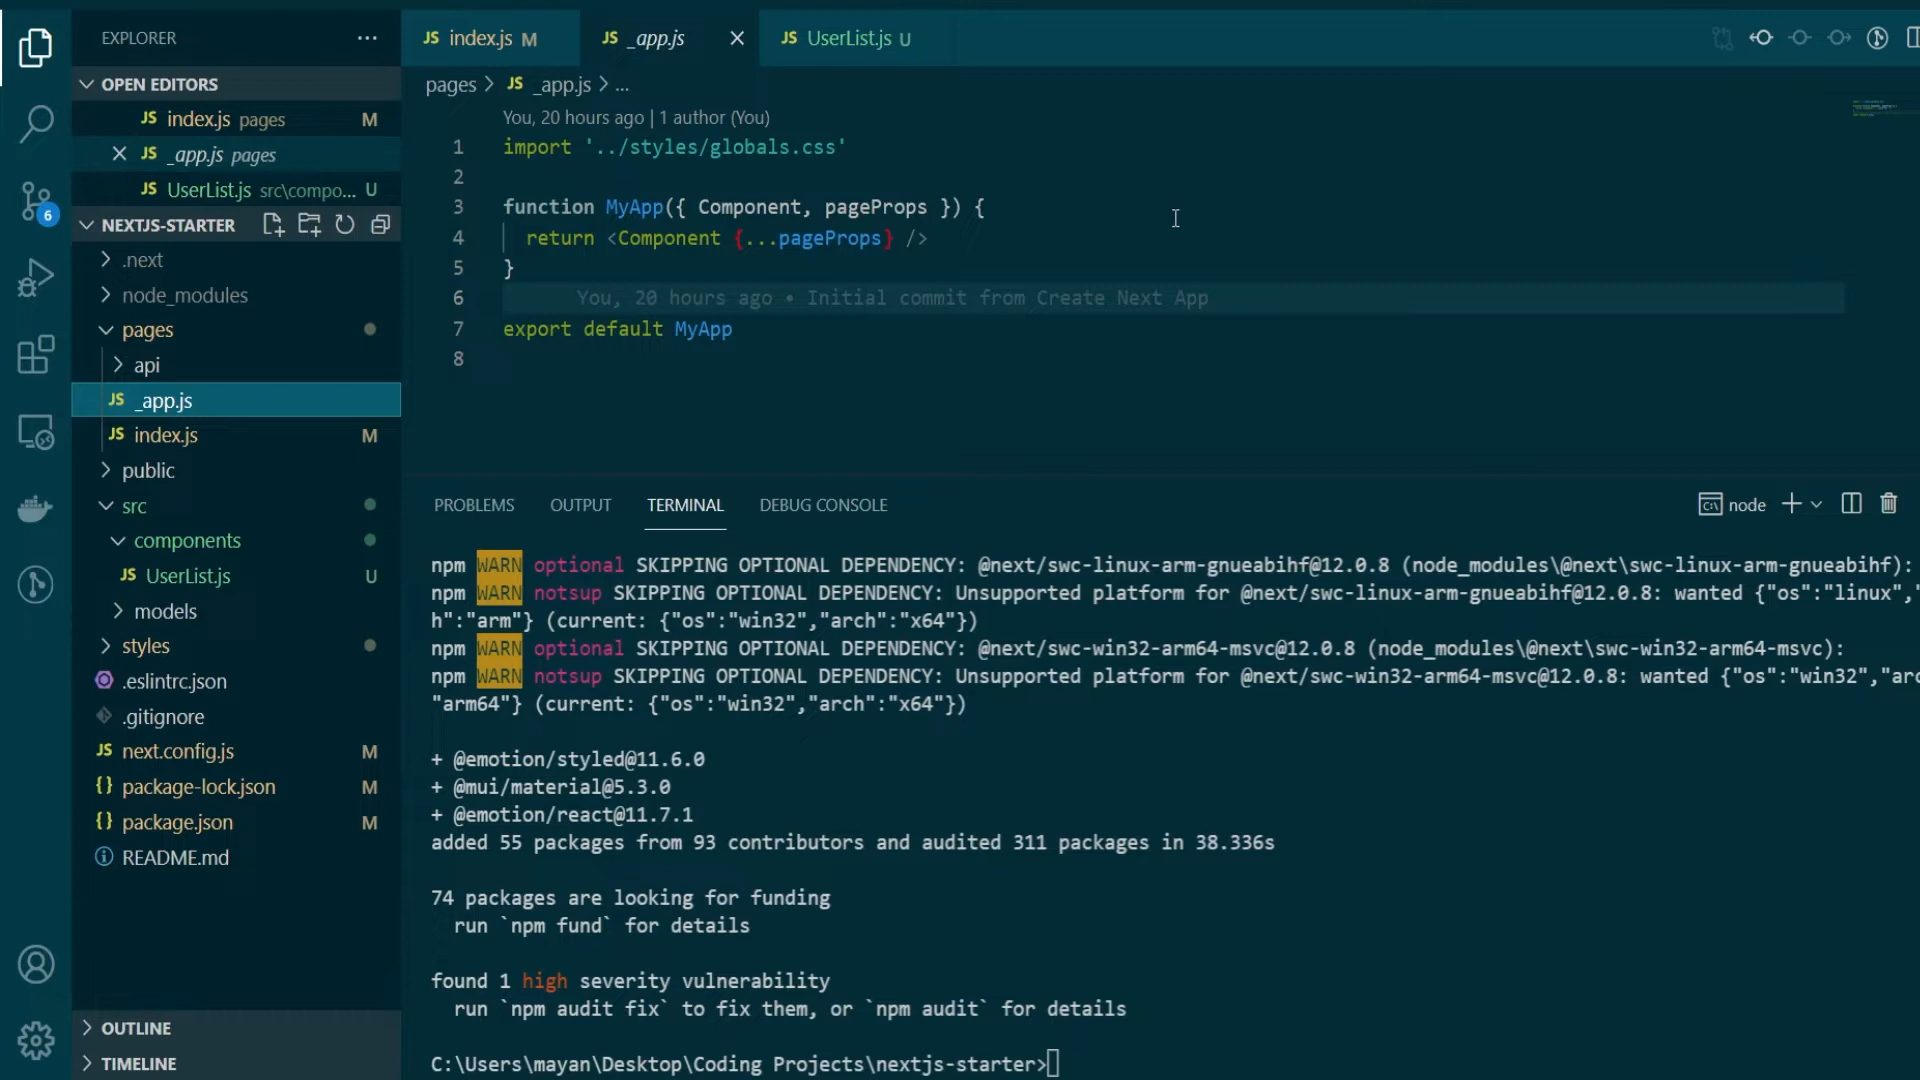 EXPLORER
OPEN EDITORS
JS index.js pages M
JS _app.js pages
JS UserList.js src\compo... U
NEXTJS-STARTER
.next
node_modules
pages
api
JS _app.js
JS index.js M
public
src
components
JS UserList.js U
models
styles
.eslintrc.json
.gitignore
JS next.config.js M
{} package-lock.json M
{} package.json M
README.md
OUTLINE
TIMELINE
6
JS index.js M
JS _app.js
JS UserList.js U
pages > JS _app.js > ...
You, 20 hours ago | 1 author (You)
1 import '../styles/globals.css'
2
3 function MyApp({ Component, pageProps }) {
4 return <Component {...pageProps} />
5 }
6 You, 20 hours ago • Initial commit from Create Next App
7 export default MyApp
8
PROBLEMS OUTPUT TERMINAL DEBUG CONSOLE
node
npm WARN optional SKIPPING OPTIONAL DEPENDENCY: @next/swc-linux-arm-gnueabihf@12.0.8 (node_modules\@next\swc-linux-arm-gnueabihf):
npm WARN notsup SKIPPING OPTIONAL DEPENDENCY: Unsupported platform for @next/swc-linux-arm-gnueabihf@12.0.8: wanted {"os":"linux","
h":"arm"} (current: {"os":"win32","arch":"x64"})
npm WARN optional SKIPPING OPTIONAL DEPENDENCY: @next/swc-win32-arm64-msvc@12.0.8 (node_modules\@next\swc-win32-arm64-msvc):
npm WARN notsup SKIPPING OPTIONAL DEPENDENCY: Unsupported platform for @next/swc-win32-arm64-msvc@12.0.8: wanted {"os":"win32","arc
"arm64"} (current: {"os":"win32","arch":"x64"})
+ @emotion/styled@11.6.0
+ @mui/material@5.3.0
+ @emotion/react@11.7.1
added 55 packages from 93 contributors and audited 311 packages in 38.336s
74 packages are looking for funding
run `npm fund` for details
found 1 high severity vulnerability
run `npm audit fix` to fix them, or `npm audit` for details
C:\Users\mayan\Desktop\Coding Projects\nextjs-starter>